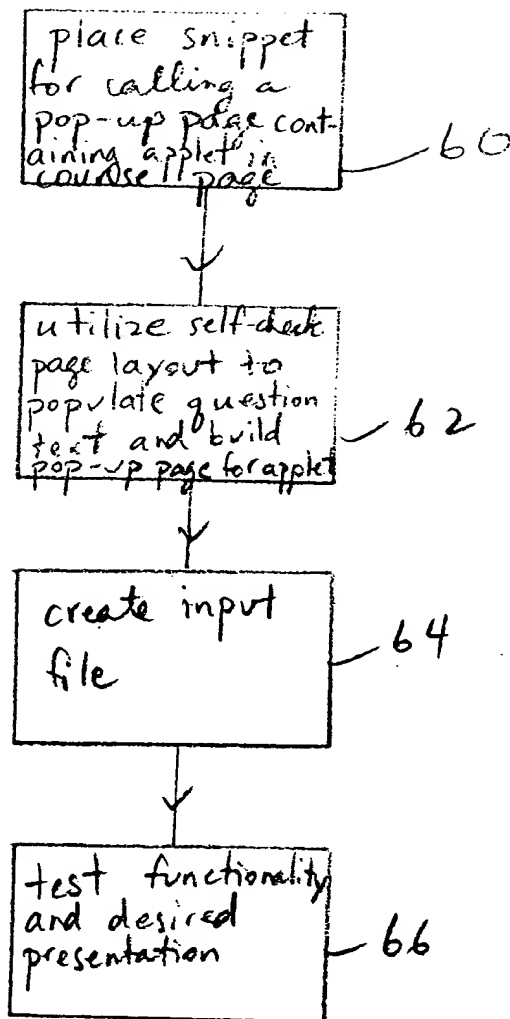 place snippet
for calling a
pop-up page cont-
aining applet in
course page
60
utilize self-check
page layout to
populate question
text and build
pop-up page for applet
62
create input
file
64
test functionality
and desired
presentation
66